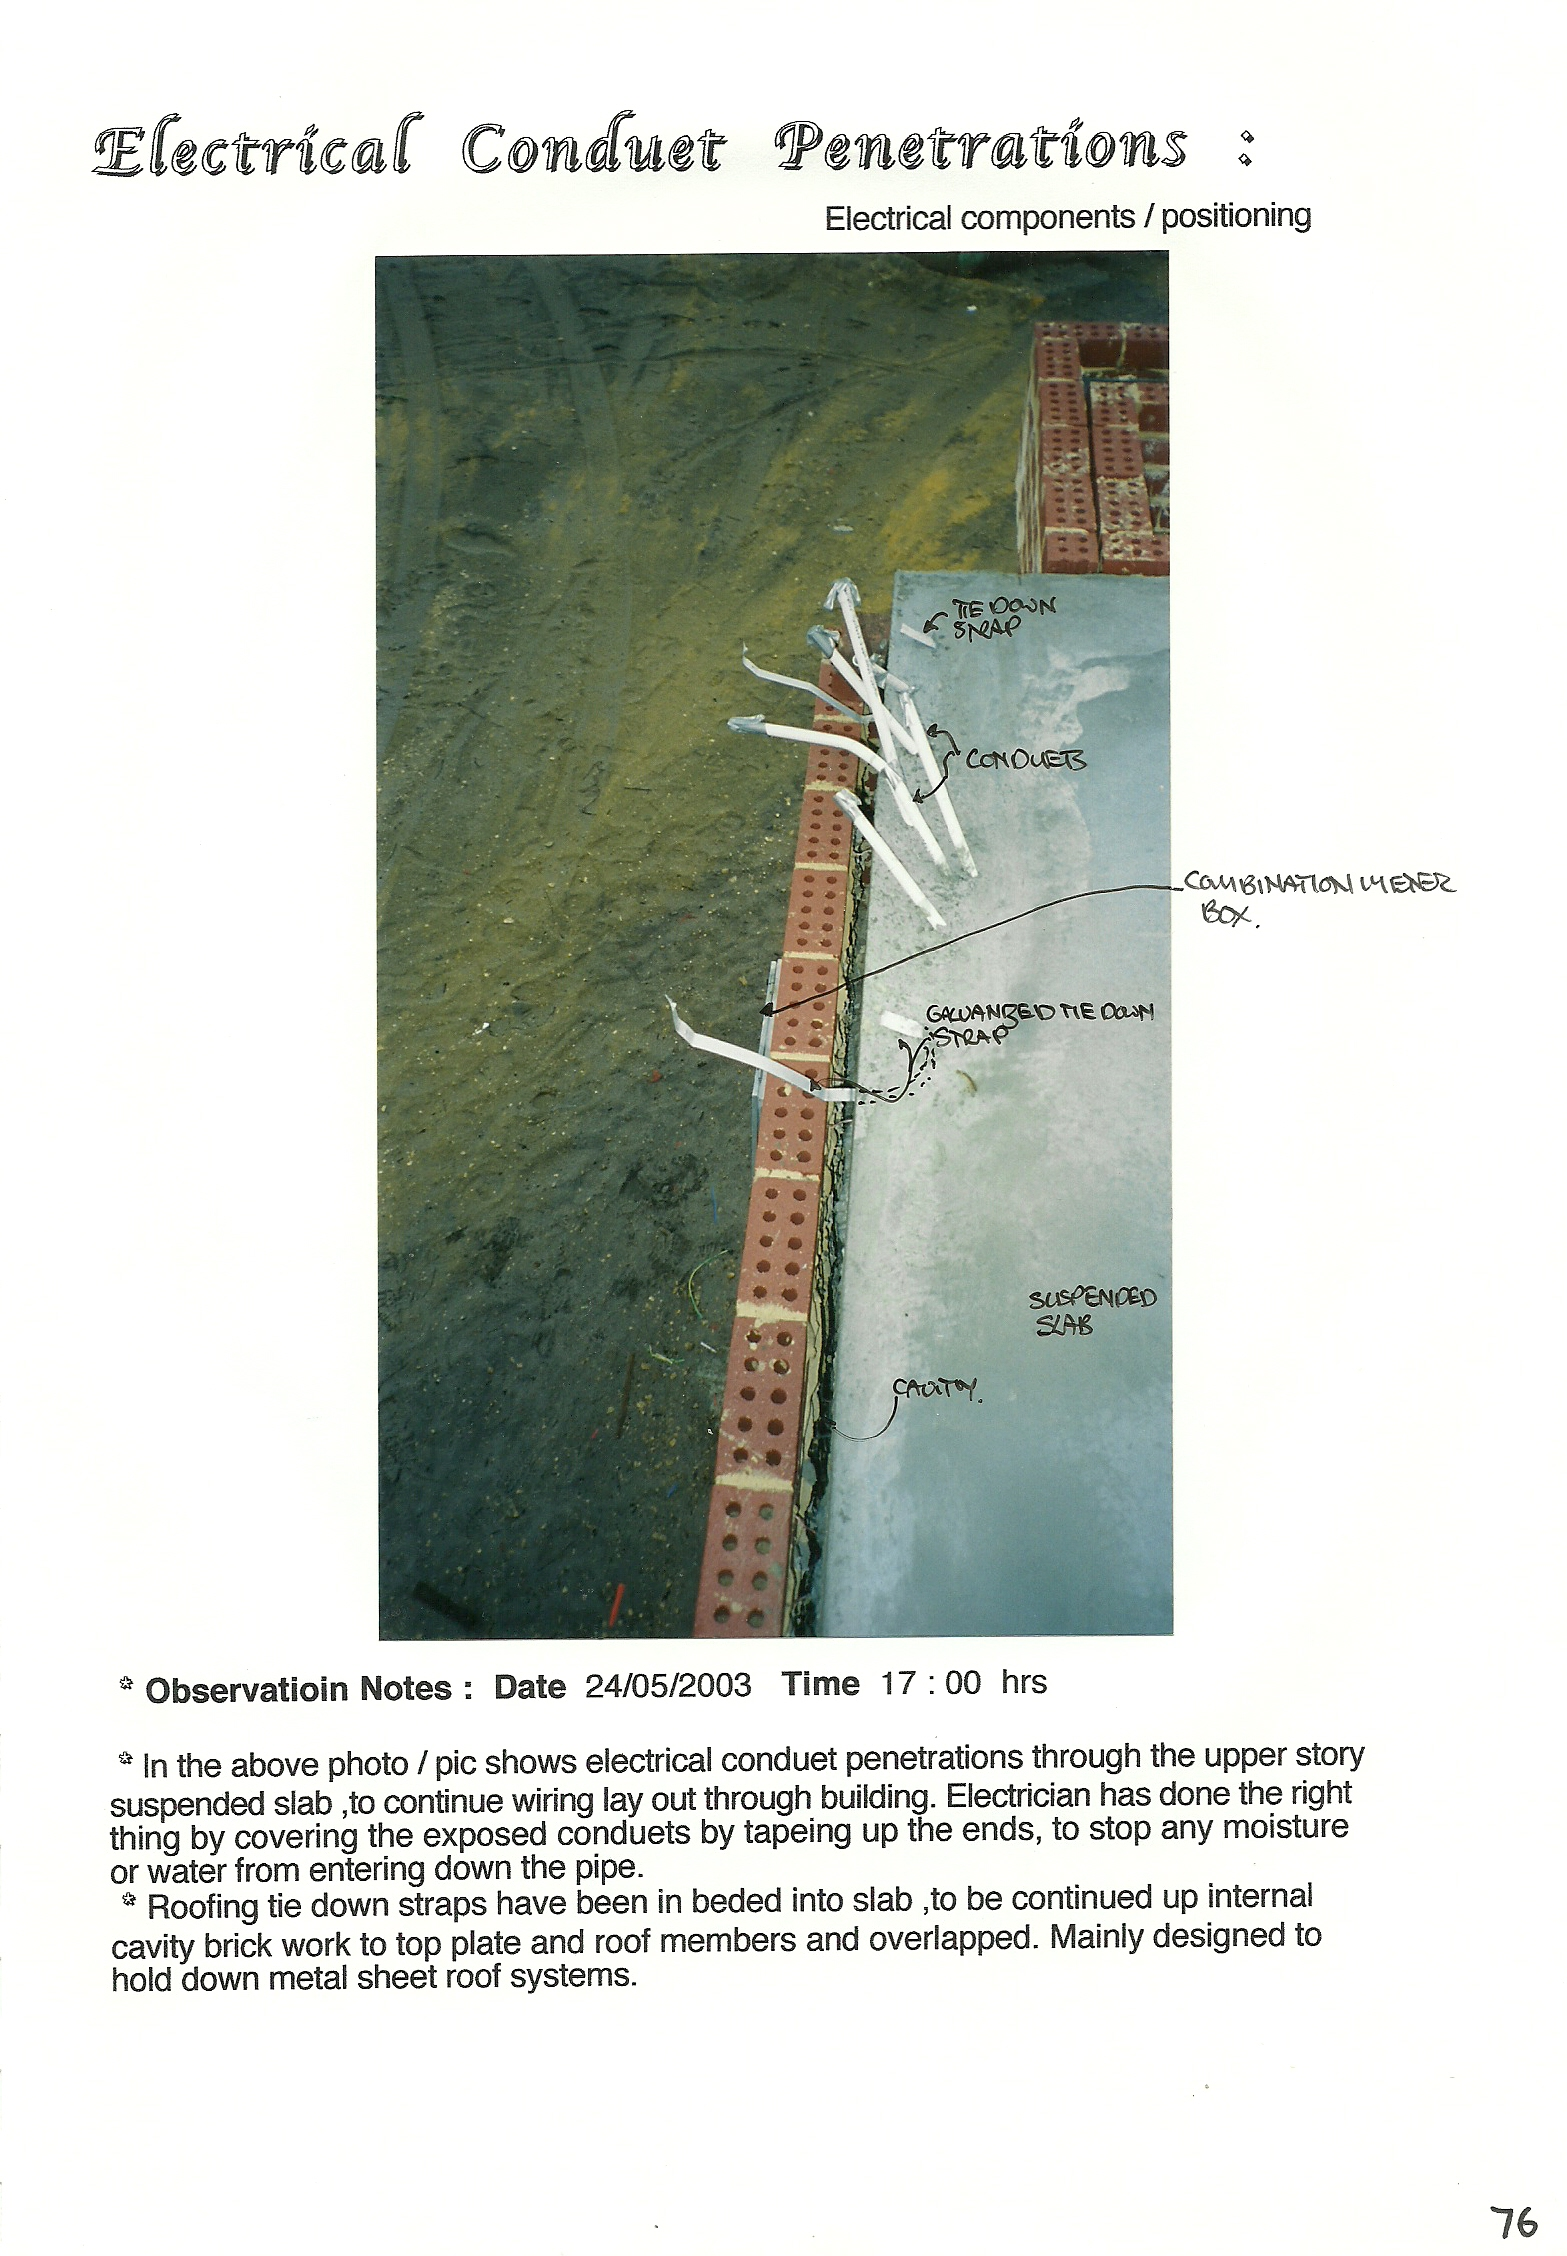 Electrical Conduet Penetrations :
Electrical components / positioning
TIE DOWN
STRAP
CONDUETS
COMBINATION METER
BOX.
GALVANIZED TIE DOWN
STRAP
SUSPENDED
SLAB
CAVITY.
* Observatioin Notes : Date 24/05/2003 Time 17 : 00 hrs
* In the above photo / pic shows electrical conduet penetrations through the upper story
suspended slab ,to continue wiring lay out through building. Electrician has done the right
thing by covering the exposed conduets by tapeing up the ends, to stop any moisture
or water from entering down the pipe.
* Roofing tie down straps have been in beded into slab ,to be continued up internal
cavity brick work to top plate and roof members and overlapped. Mainly designed to
hold down metal sheet roof systems.
76